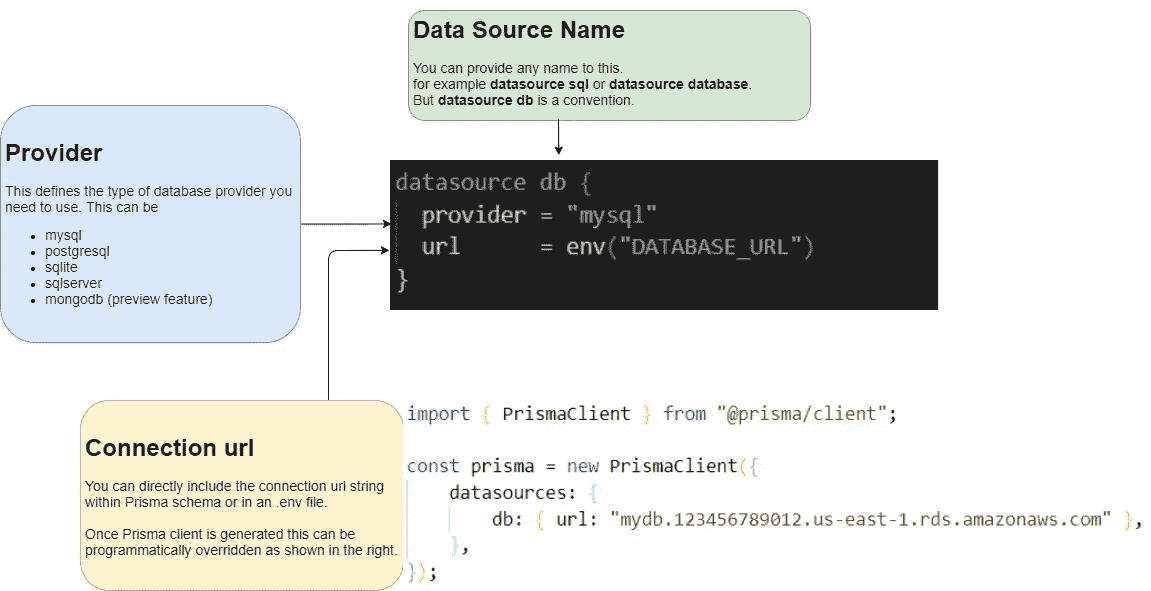 Data Source Name
You can provide any name to this.
for example datasource sql or datasource database.
But datasource db is a convention.
Provider
This defines the type of database provider you
need to use. This can be
• mysql
• postgresql
• sqlite
• sqlserver
• mongodb (preview feature)
datasource db {
  provider = "mysql"
  url      = env("DATABASE_URL")
}
Connection url
You can directly include the connection url string
within Prisma schema or in an .env file.
Once Prisma client is generated this can be
programmatically overridden as shown in the right.
import { PrismaClient } from "@prisma/client";
const prisma = new PrismaClient({
    datasources: {
        db: { url: "mydb.123456789012.us-east-1.rds.amazonaws.com" },
    },
});